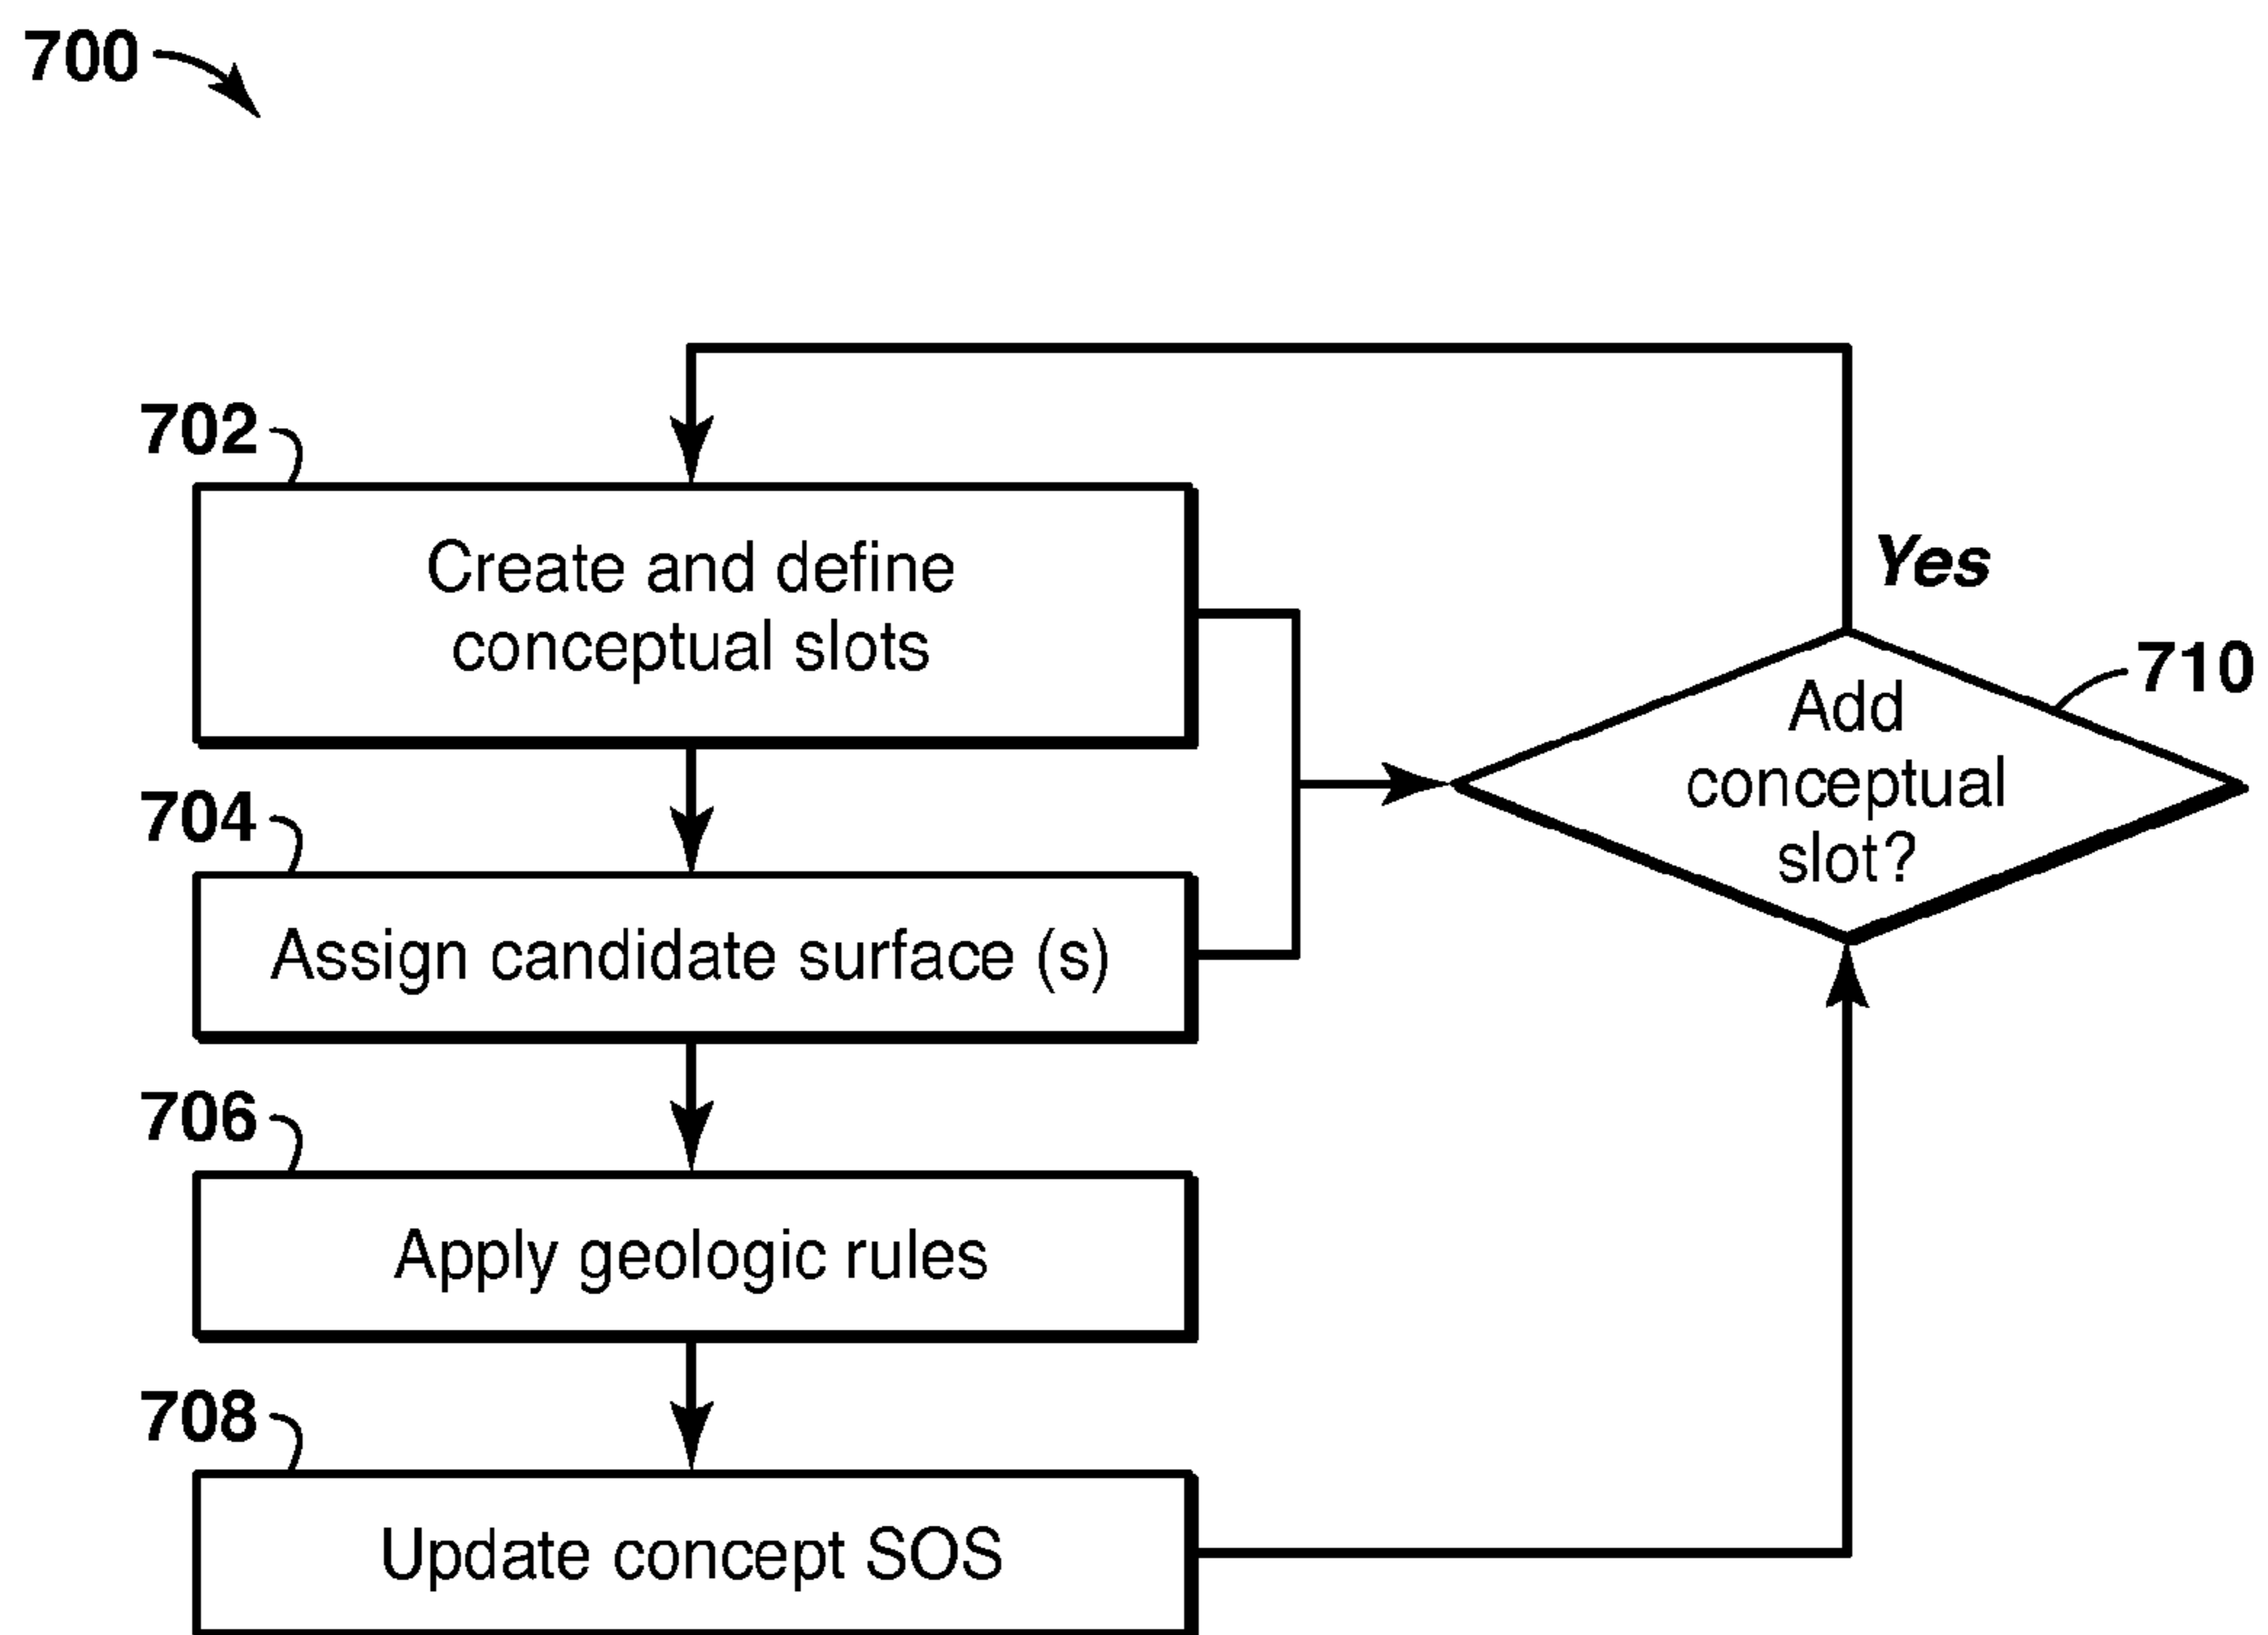 700
702
Create and define
conceptual slots
Yes
710
Add
conceptual
slot?
704
Assign candidate surface (s)
706
Apply geologic rules
708
Update concept SOS